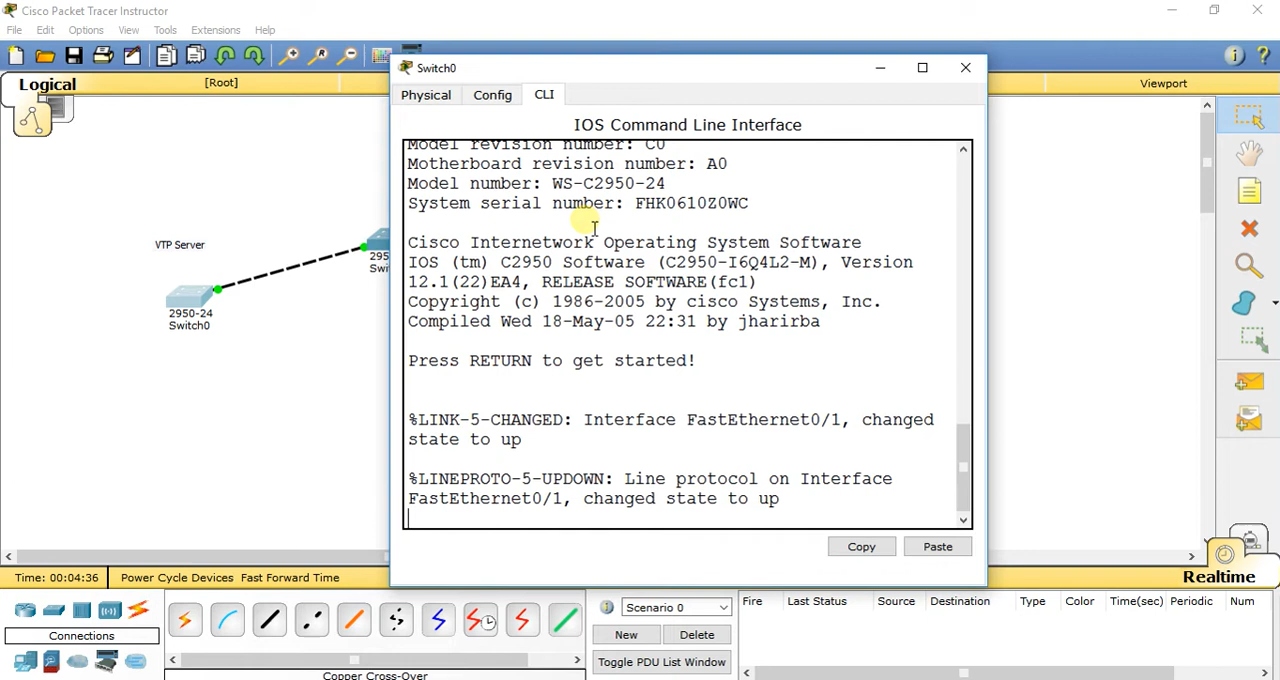 Cisco Packet Tracer Instructor
File Edit Options View Tools Extensions Help
Logical
[Root]
Viewport
VTP Server
2950-24
Switch0
295
Sw
Switch0
Physical Config CLI
IOS Command Line Interface
Model revision number: C0
Motherboard revision number: A0
Model number: WS-C2950-24
System serial number: FHK0610Z0WC
Cisco Internetwork Operating System Software
IOS (tm) C2950 Software (C2950-I6Q4L2-M), Version
12.1(22)EA4, RELEASE SOFTWARE(fc1)
Copyright (c) 1986-2005 by cisco Systems, Inc.
Compiled Wed 18-May-05 22:31 by jharirba
Press RETURN to get started!
%LINK-5-CHANGED: Interface FastEthernet0/1, changed
state to up
%LINEPROTO-5-UPDOWN: Line protocol on Interface
FastEthernet0/1, changed state to up
Copy Paste
Time: 00:04:36 Power Cycle Devices Fast Forward Time
Realtime
Connections
Copper Cross-Over
Scenario 0
New Delete
Toggle PDU List Window
Fire Last Status Source Destination Type Color Time(sec) Periodic Num